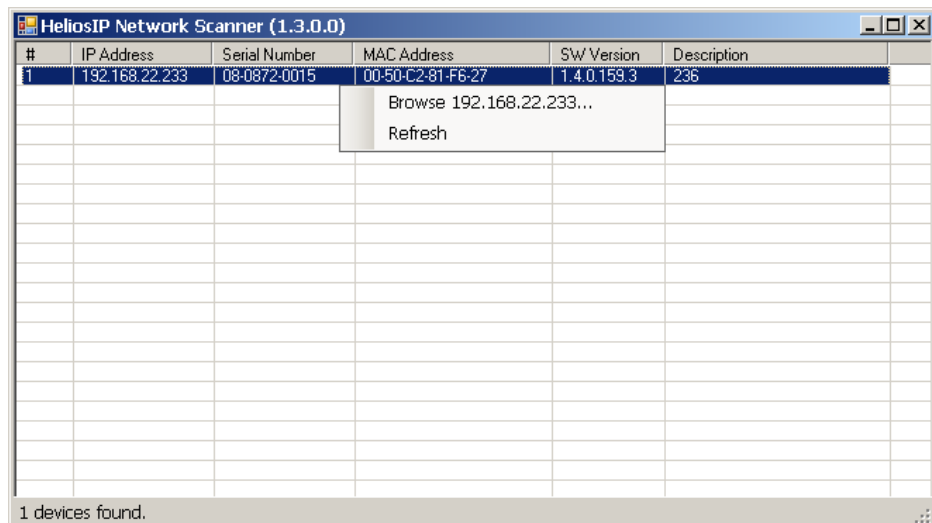 HeliosIP Network Scanner (1.3.0.0)
# IP Address Serial Number MAC Address SW Version Description
1 192.168.22.233 08-0872-0015 00-50-C2-81-F6-27 1.4.0.159.3 236
Browse 192.168.22.233...
Refresh
1 devices found.